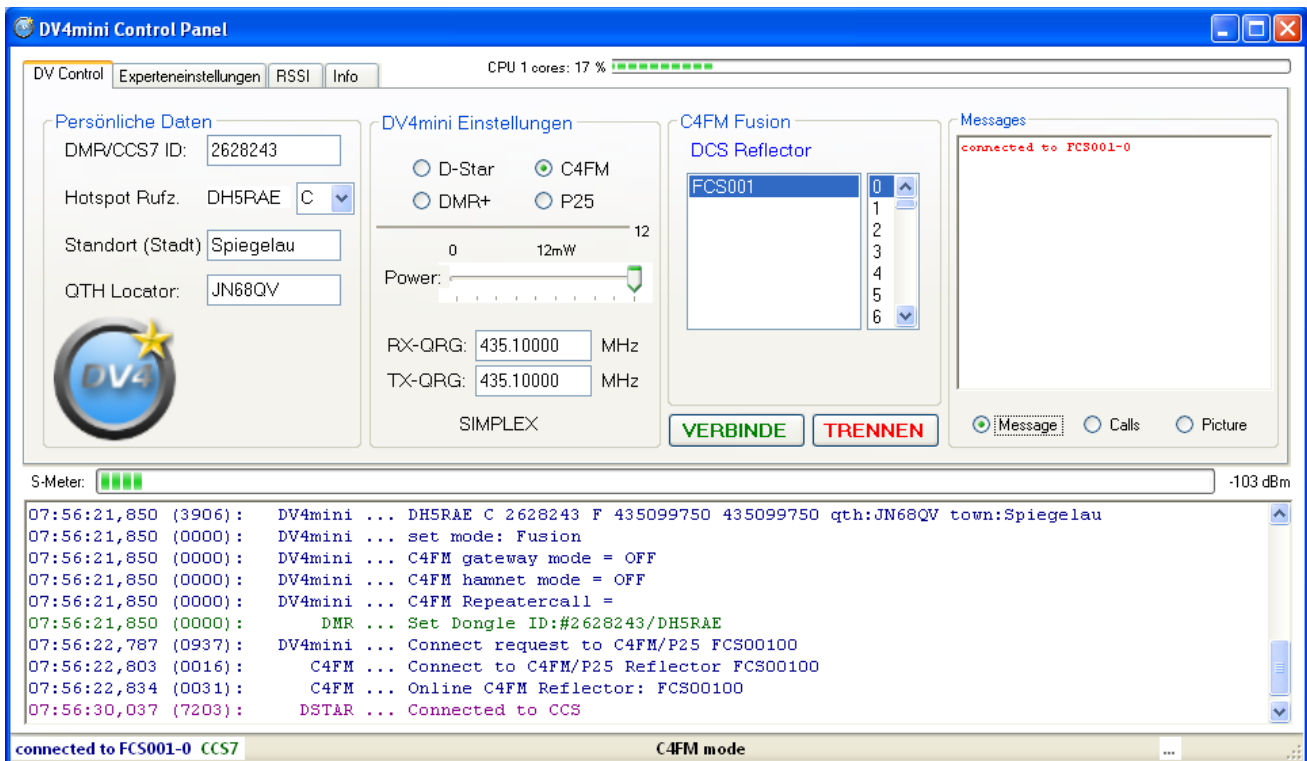 DV4mini Control Panel
DV Control Experteneinstellungen RSSI Info
CPU 1 cores: 17 %
Persönliche Daten
DMR/CCS7 ID: 2628243
Hotspot Rufz. DH5RAE C
Standort (Stadt) Spiegelau
QTH Locator: JN68QV
DV4
DV4mini Einstellungen
D-Star C4FM
DMR+ P25
12
0 12mW
Power:
RX-QRG: 435.10000 MHz
TX-QRG: 435.10000 MHz
SIMPLEX
C4FM Fusion
DCS Reflector
FCS001
0
1
2
3
4
5
6
VERBINDE TRENNEN
Messages
connected to FCS001-0
Message Calls Picture
S-Meter: -103 dBm
07:56:21,850 (3906): DV4mini ... DH5RAE C 2628243 F 435099750 435099750 qth:JN68QV town:Spiegelau
07:56:21,850 (0000): DV4mini ... set mode: Fusion
07:56:21,850 (0000): DV4mini ... C4FM gateway mode = OFF
07:56:21,850 (0000): DV4mini ... C4FM hamnet mode = OFF
07:56:21,850 (0000): DV4mini ... C4FM Repeatercall =
07:56:21,850 (0000): DMR ... Set Dongle ID:#2628243/DH5RAE
07:56:22,787 (0937): DV4mini ... Connect request to C4FM/P25 FCS00100
07:56:22,803 (0016): C4FM ... Connect to C4FM/P25 Reflector FCS00100
07:56:22,834 (0031): C4FM ... Online C4FM Reflector: FCS00100
07:56:30,037 (7203): DSTAR ... Connected to CCS
connected to FCS001-0 CCS7 C4FM mode ...